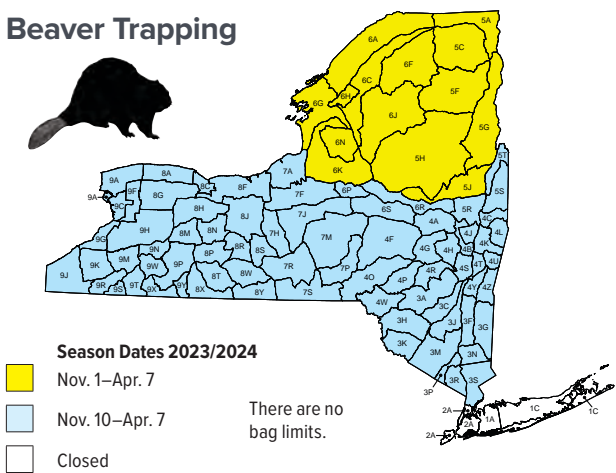 Beaver Trapping
5A
6A
5C
6F
6C
5F
6H
6G
6J
5G
6N
5H
6K
5T
7A
5J
5S
9A
8A
9F
8C
8F
7F
6P
9A
8G
9C
6S
6R
5R
8H
8J
7J
4A
4C
4L
9G
9H
8M
8N
7H
7M
4F
4J
4G
4H
4B
4K
9N
8P
8R
8S
9M
9W
9P
9K
7R
7P
4R
4S
4T
4U
9J
8T
8W
4O
4P
9R
9S
9T
9X
9Y
8X
8Y
7S
4Y
4Z
4W
3A
3C
3H
3J
3F
3G
3K
3M
3N
3P
3R
3S
2A
2A
2A
1A
1C
1C
Season Dates 2023/2024
Nov. 1–Apr. 7
Nov. 10–Apr. 7
Closed
There are no
bag limits.